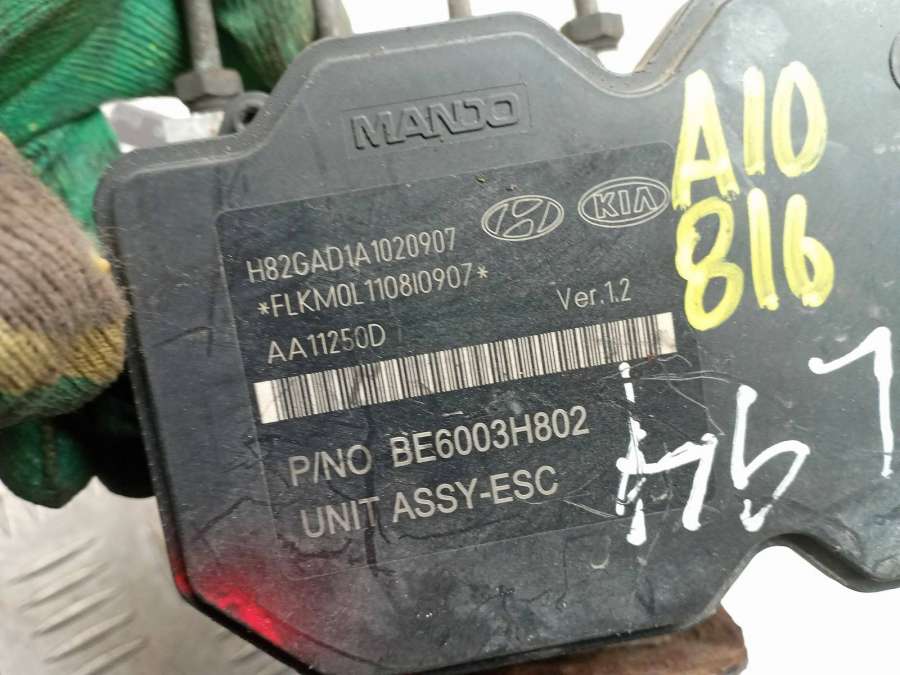 MANDO
KIA
H82GAD1A1020907
*FLKM0L1108I0907*
Ver.1.2
AA11250D
P/NO BE6003H802
UNIT ASSY-ESC
A10
816